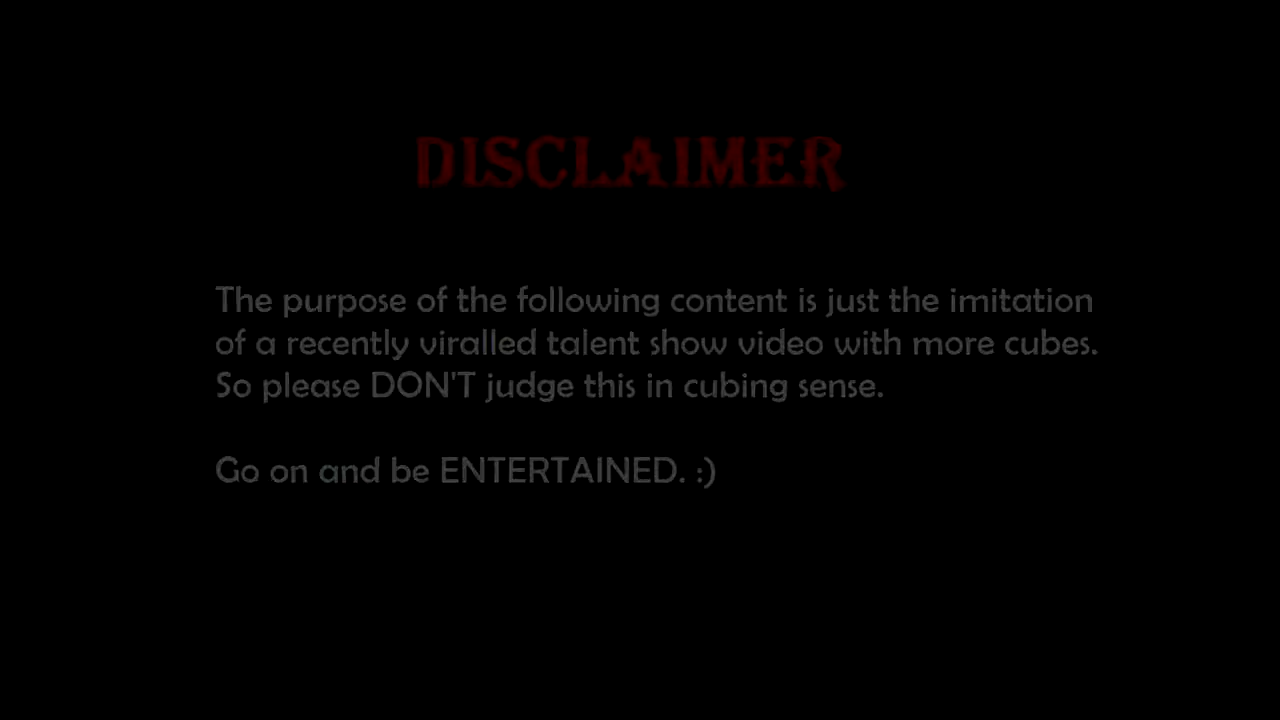 DISCLAIMER
The purpose of the following content is just the imitation
of a recently viralled talent show video with more cubes.
So please DON'T judge this in cubing sense.
Go on and be ENTERTAINED. :)